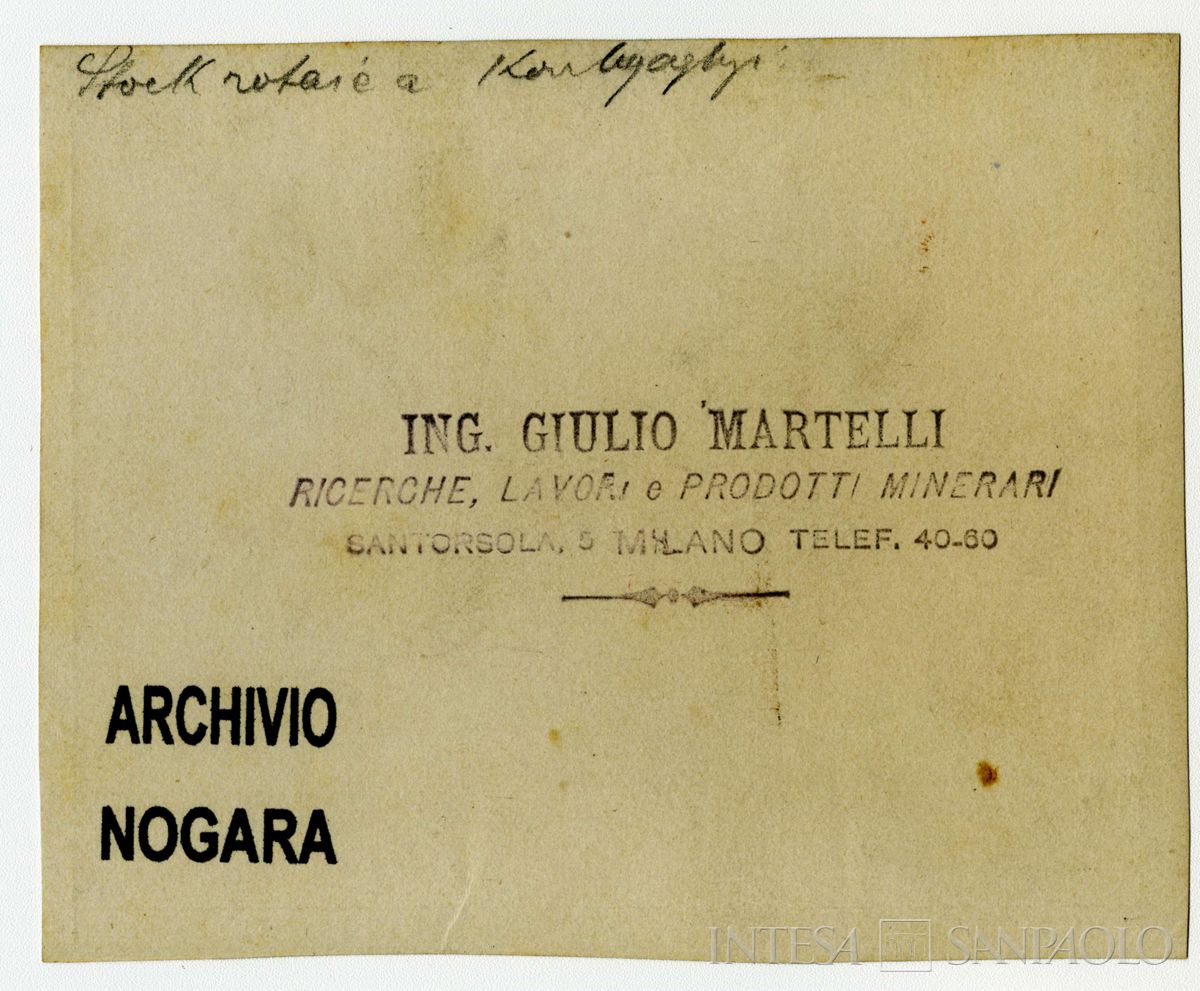 Stock rotaie a
ING. GIULIO MARTELLI
RICERCHE, LAVORI e PRODOTTI MINERARI
SANTORSOLA, 5 MILANO TELEF. 40-60
ARCHIVIO
NOGARA
INTESA SANPAOLO